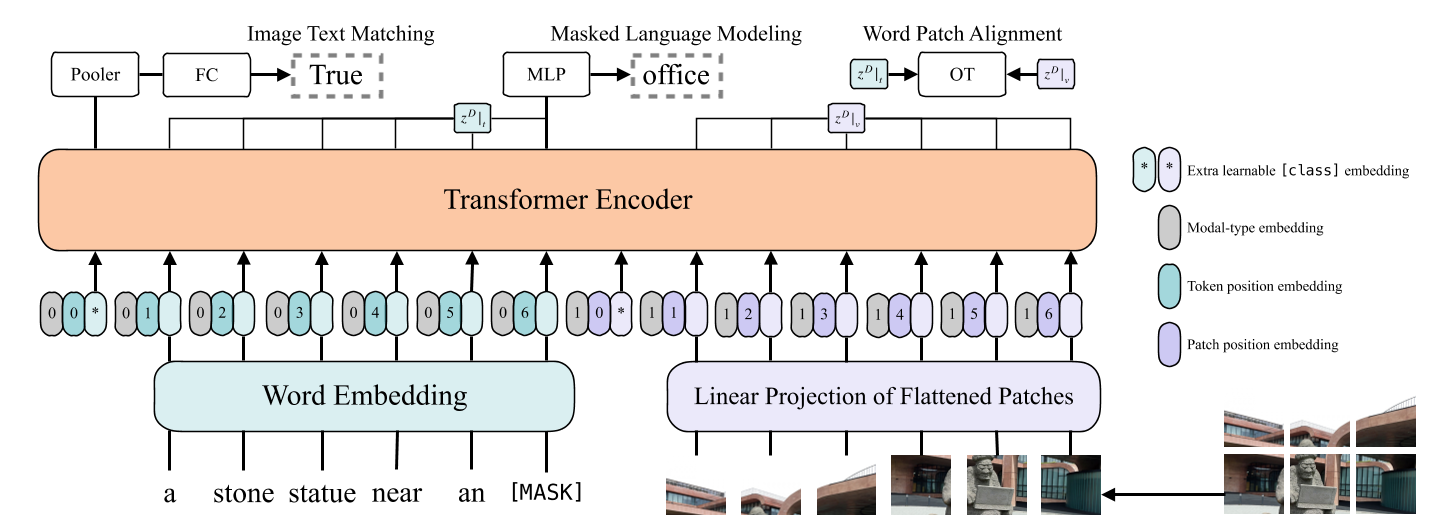 Image Text Matching
Masked Language Modeling
Word Patch Alignment
Pooler
FC
True
MLP
office
z^D|_t
OT
z^D|_v
z^D|_t
z^D|_v
Transformer Encoder
* * Extra learnable [class] embedding
Modal-type embedding
Token position embedding
Patch position embedding
0 0 *
0 1
0 2
0 3
0 4
0 5
0 6
1 0 *
1 1
1 2
1 3
1 4
1 5
1 6
Word Embedding
Linear Projection of Flattened Patches
a stone statue near an [MASK]